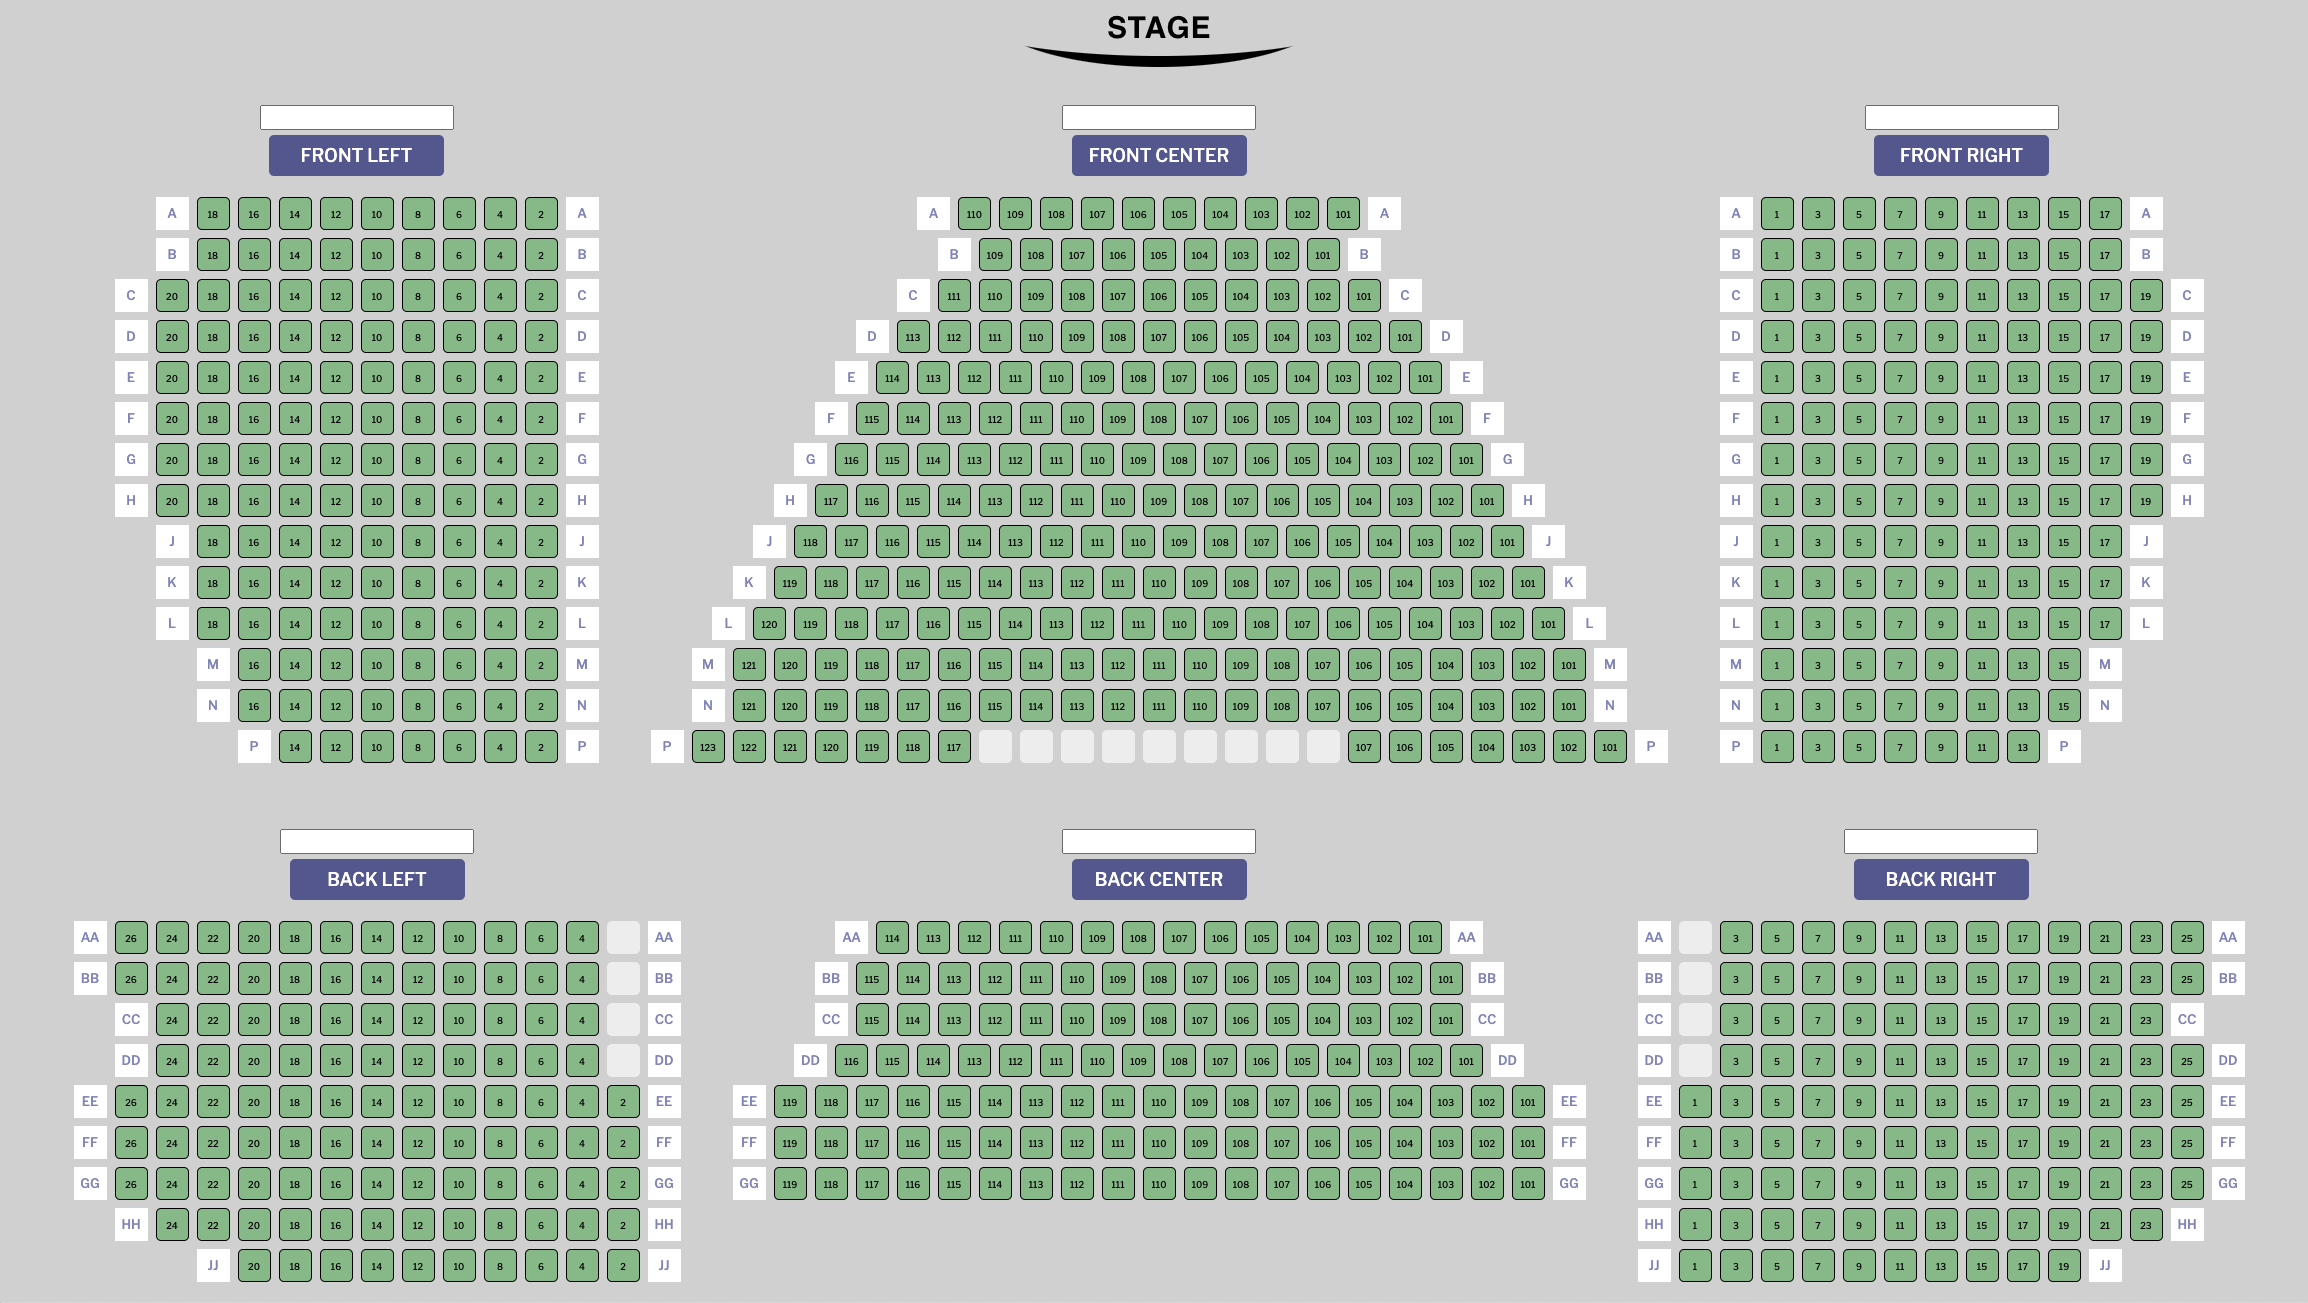 STAGE
FRONT LEFT
A 18 16 14 12 10 8 6 4 2 A
B 18 16 14 12 10 8 6 4 2 B
C 20 18 16 14 12 10 8 6 4 2 C
D 20 18 16 14 12 10 8 6 4 2 D
E 20 18 16 14 12 10 8 6 4 2 E
F 20 18 16 14 12 10 8 6 4 2 F
G 20 18 16 14 12 10 8 6 4 2 G
H 20 18 16 14 12 10 8 6 4 2 H
J 18 16 14 12 10 8 6 4 2 J
K 18 16 14 12 10 8 6 4 2 K
L 18 16 14 12 10 8 6 4 2 L
M 16 14 12 10 8 6 4 2 M
N 16 14 12 10 8 6 4 2 N
P 14 12 10 8 6 4 2 P
FRONT CENTER
A 110 109 108 107 106 105 104 103 102 101 A
B 109 108 107 106 105 104 103 102 101 B
C 111 110 109 108 107 106 105 104 103 102 101 C
D 113 112 111 110 109 108 107 106 105 104 103 102 101 D
E 114 113 112 111 110 109 108 107 106 105 104 103 102 101 E
F 115 114 113 112 111 110 109 108 107 106 105 104 103 102 101 F
G 116 115 114 113 112 111 110 109 108 107 106 105 104 103 102 101 G
H 117 116 115 114 113 112 111 110 109 108 107 106 105 104 103 102 101 H
J 118 117 116 115 114 113 112 111 110 109 108 107 106 105 104 103 102 101 J
K 119 118 117 116 115 114 113 112 111 110 109 108 107 106 105 104 103 102 101 K
L 120 119 118 117 116 115 114 113 112 111 110 109 108 107 106 105 104 103 102 101 L
M 121 120 119 118 117 116 115 114 113 112 111 110 109 108 107 106 105 104 103 102 101 M
N 121 120 119 118 117 116 115 114 113 112 111 110 109 108 107 106 105 104 103 102 101 N
P 123 122 121 120 119 118 117 107 106 105 104 103 102 101 P
FRONT RIGHT
A 1 3 5 7 9 11 13 15 17 A
B 1 3 5 7 9 11 13 15 17 B
C 1 3 5 7 9 11 13 15 17 19 C
D 1 3 5 7 9 11 13 15 17 19 D
E 1 3 5 7 9 11 13 15 17 19 E
F 1 3 5 7 9 11 13 15 17 19 F
G 1 3 5 7 9 11 13 15 17 19 G
H 1 3 5 7 9 11 13 15 17 19 H
J 1 3 5 7 9 11 13 15 17 J
K 1 3 5 7 9 11 13 15 17 K
L 1 3 5 7 9 11 13 15 17 L
M 1 3 5 7 9 11 13 15 M
N 1 3 5 7 9 11 13 15 N
P 1 3 5 7 9 11 13 P
BACK LEFT
AA 26 24 22 20 18 16 14 12 10 8 6 4 AA
BB 26 24 22 20 18 16 14 12 10 8 6 4 BB
CC 24 22 20 18 16 14 12 10 8 6 4 CC
DD 24 22 20 18 16 14 12 10 8 6 4 DD
EE 26 24 22 20 18 16 14 12 10 8 6 4 2 EE
FF 26 24 22 20 18 16 14 12 10 8 6 4 2 FF
GG 26 24 22 20 18 16 14 12 10 8 6 4 2 GG
HH 24 22 20 18 16 14 12 10 8 6 4 2 HH
JJ 20 18 16 14 12 10 8 6 4 2 JJ
BACK CENTER
AA 114 113 112 111 110 109 108 107 106 105 104 103 102 101 AA
BB 115 114 113 112 111 110 109 108 107 106 105 104 103 102 101 BB
CC 115 114 113 112 111 110 109 108 107 106 105 104 103 102 101 CC
DD 116 115 114 113 112 111 110 109 108 107 106 105 104 103 102 101 DD
EE 119 118 117 116 115 114 113 112 111 110 109 108 107 106 105 104 103 102 101 EE
FF 119 118 117 116 115 114 113 112 111 110 109 108 107 106 105 104 103 102 101 FF
GG 119 118 117 116 115 114 113 112 111 110 109 108 107 106 105 104 103 102 101 GG
BACK RIGHT
AA 3 5 7 9 11 13 15 17 19 21 23 25 AA
BB 3 5 7 9 11 13 15 17 19 21 23 25 BB
CC 3 5 7 9 11 13 15 17 19 21 23 CC
DD 3 5 7 9 11 13 15 17 19 21 23 25 DD
EE 1 3 5 7 9 11 13 15 17 19 21 23 25 EE
FF 1 3 5 7 9 11 13 15 17 19 21 23 25 FF
GG 1 3 5 7 9 11 13 15 17 19 21 23 25 GG
HH 1 3 5 7 9 11 13 15 17 19 21 23 HH
JJ 1 3 5 7 9 11 13 15 17 19 JJ